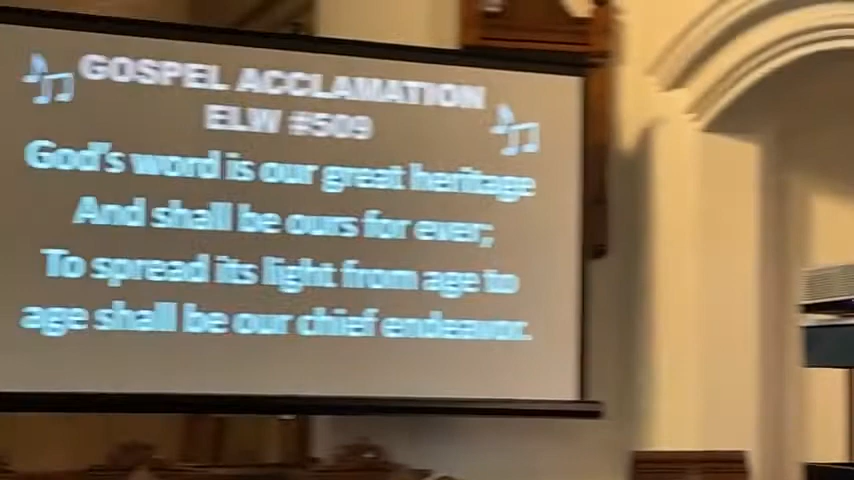 GOSPEL ACCLAMATION
ELW #509
God's word is our great heritage
And shall be ours for ever;
To spread its light from age to
age shall be our chief endeavor.